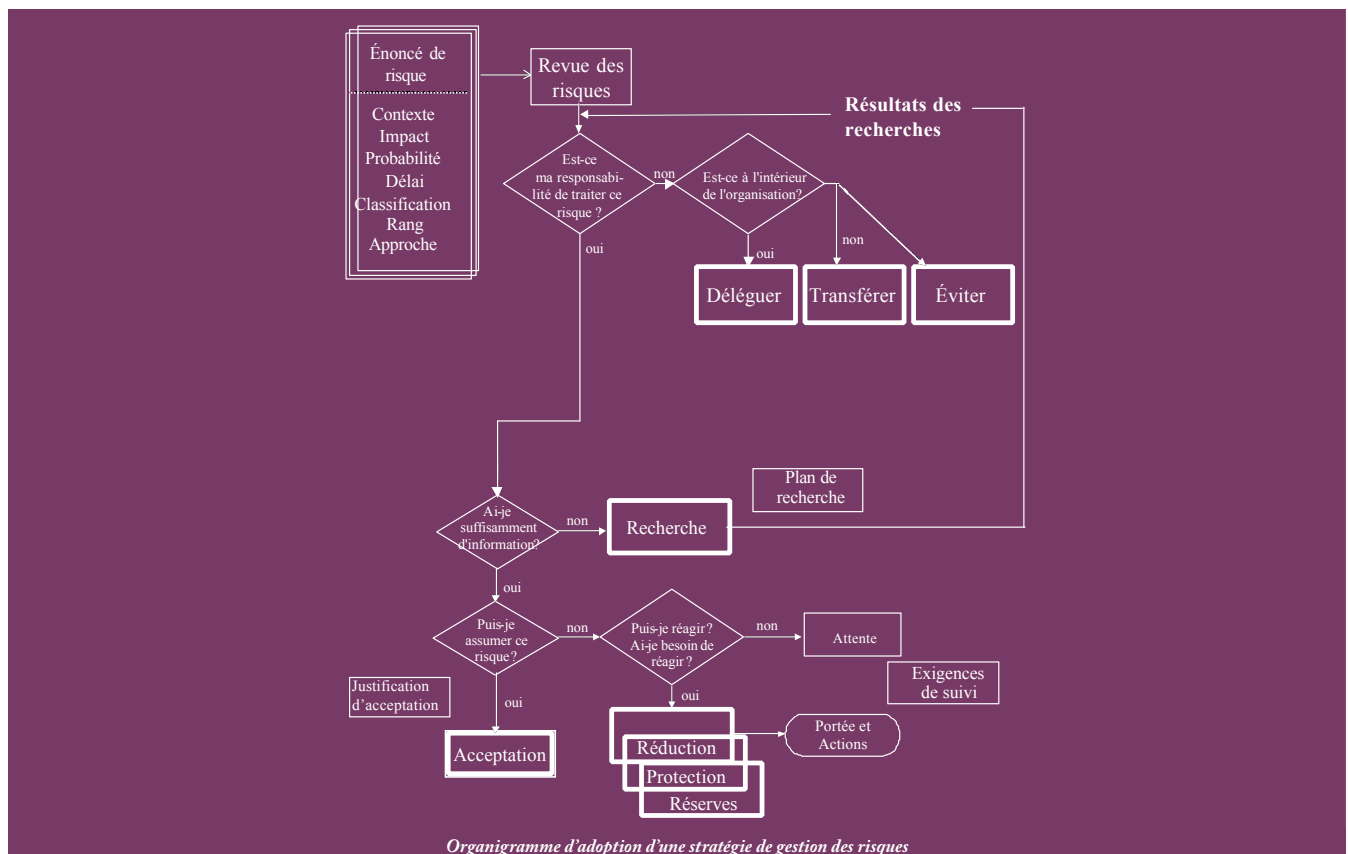 Énoncé de
risque
Contexte
Impact
Probabilité
Délai
Classification
Rang
Approche
Revue des
risques
Résultats des
recherches
Est-ce
ma responsabi-
lité de traiter ce
risque ?
non
Est-ce à l'intérieur
de l'organisation?
oui
oui
non
Déléguer
Transférer
Éviter
Plan de
recherche
Ai-je
suffisamment
d'information?
non
Recherche
oui
Puis-je
assumer ce
risque ?
non
Puis-je réagir ?
Ai-je besoin de
réagir ?
non
Attente
Exigences
de suivi
Justification
d’acceptation
oui
oui
Acceptation
Réduction
Protection
Réserves
Portée et
Actions
Organigramme d’adoption d’une stratégie de gestion des risques